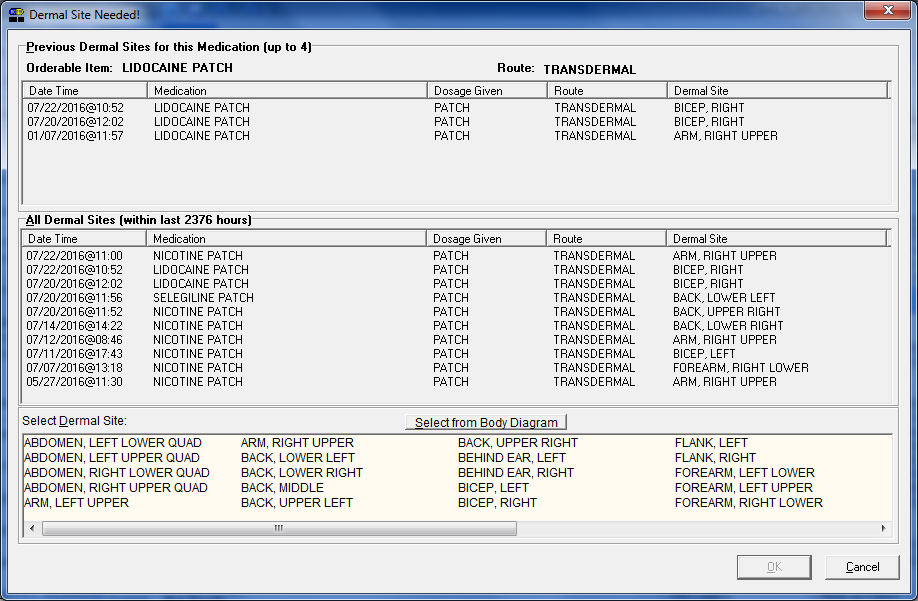 Dermal Site Needed!
Previous Dermal Sites for this Medication (up to 4)
Orderable Item: LIDOCAINE PATCH Route: TRANSDERMAL
Date Time Medication Dosage Given Route Dermal Site
07/22/2016@10:52 LIDOCAINE PATCH PATCH TRANSDERMAL BICEP, RIGHT
07/20/2016@12:02 LIDOCAINE PATCH PATCH TRANSDERMAL BICEP, RIGHT
01/07/2016@11:57 LIDOCAINE PATCH PATCH TRANSDERMAL ARM, RIGHT UPPER
All Dermal Sites (within last 2376 hours)
Date Time Medication Dosage Given Route Dermal Site
07/22/2016@11:00 NICOTINE PATCH PATCH TRANSDERMAL ARM, RIGHT UPPER
07/22/2016@10:52 LIDOCAINE PATCH PATCH TRANSDERMAL BICEP, RIGHT
07/20/2016@12:02 LIDOCAINE PATCH PATCH TRANSDERMAL BICEP, RIGHT
07/20/2016@11:56 SELEGILINE PATCH PATCH TRANSDERMAL BACK, LOWER LEFT
07/20/2016@11:52 NICOTINE PATCH PATCH TRANSDERMAL BACK, UPPER RIGHT
07/14/2016@14:22 NICOTINE PATCH PATCH TRANSDERMAL BACK, LOWER RIGHT
07/12/2016@08:46 NICOTINE PATCH PATCH TRANSDERMAL ARM, RIGHT UPPER
07/11/2016@17:43 NICOTINE PATCH PATCH TRANSDERMAL BICEP, LEFT
07/07/2016@13:18 NICOTINE PATCH PATCH TRANSDERMAL FOREARM, RIGHT LOWER
05/27/2016@11:30 NICOTINE PATCH PATCH TRANSDERMAL ARM, RIGHT UPPER
Select Dermal Site: Select from Body Diagram
ABDOMEN, LEFT LOWER QUAD ARM, RIGHT UPPER BACK, UPPER RIGHT FLANK, LEFT
ABDOMEN, LEFT UPPER QUAD BACK, LOWER LEFT BEHIND EAR, LEFT FLANK, RIGHT
ABDOMEN, RIGHT LOWER QUAD BACK, LOWER RIGHT BEHIND EAR, RIGHT FOREARM, LEFT LOWER
ABDOMEN, RIGHT UPPER QUAD BACK, MIDDLE BICEP, LEFT FOREARM, LEFT UPPER
ARM, LEFT UPPER BACK, UPPER LEFT BICEP, RIGHT FOREARM, RIGHT LOWER
OK Cancel